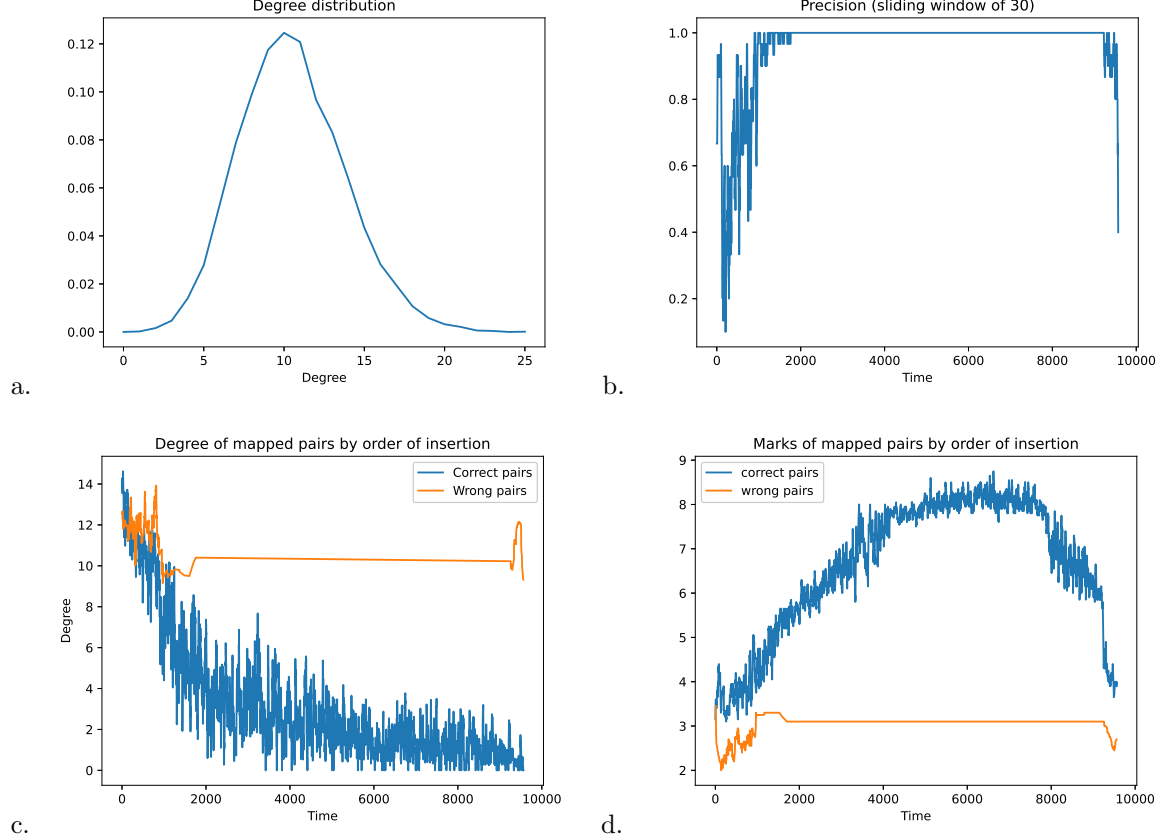 Degree distribution
0.12
0.10
0.08
0.06
0.04
0.02
0.00
0 5 10 15 20 25
Degree
a.
Precision (sliding window of 30)
1.0
0.8
0.6
0.4
0.2
0 2000 4000 6000 8000 10000
Time
b.
Degree of mapped pairs by order of insertion
Correct pairs
Wrong pairs
Degree
14
12
10
8
6
4
2
0
0 2000 4000 6000 8000 10000
Time
c.
Marks of mapped pairs by order of insertion
correct pairs
wrong pairs
9
8
7
6
5
4
3
2
0 2000 4000 6000 8000 10000
Time
d.